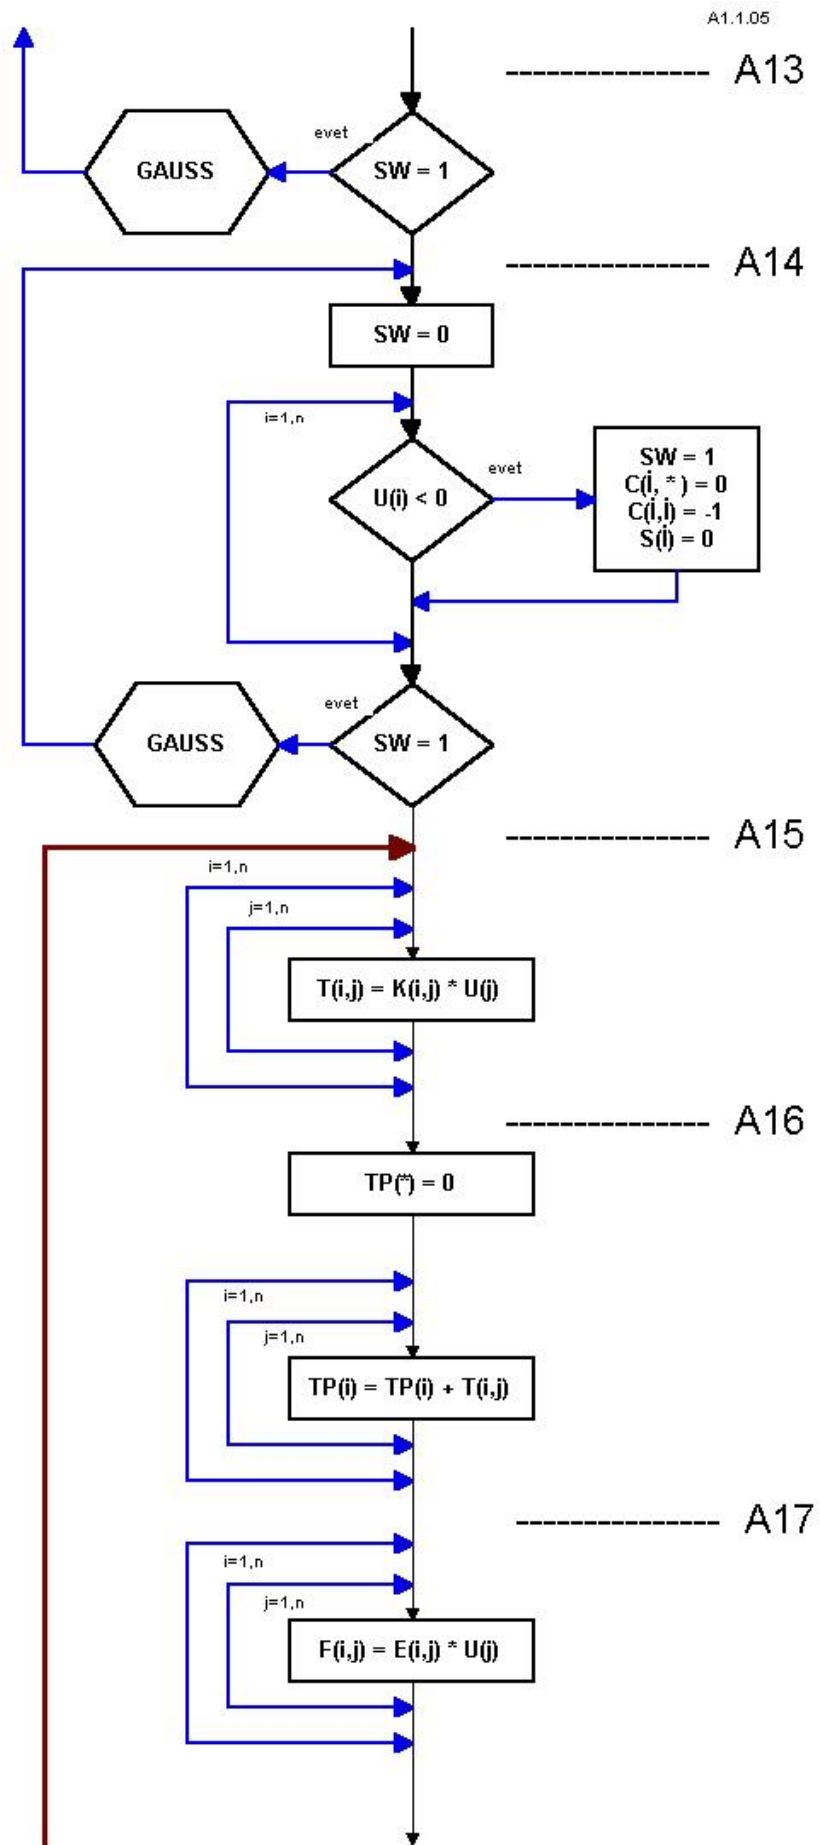 A1.1.05
-------------- A13
evet
GAUSS
SW = 1
-------------- A14
SW = 0
i=1,n
evet
U(i) < 0
SW = 1
C(i, * ) = 0
C(i,i) = -1
S(i) = 0
evet
GAUSS
SW = 1
-------------- A15
i=1,n
j=1,n
T(i,j) = K(i,j) * U(j)
-------------- A16
TP(*) = 0
i=1,n
j=1,n
TP(i) = TP(i) + T(i,j)
-------------- A17
i=1,n
j=1,n
F(i,j) = E(i,j) * U(j)